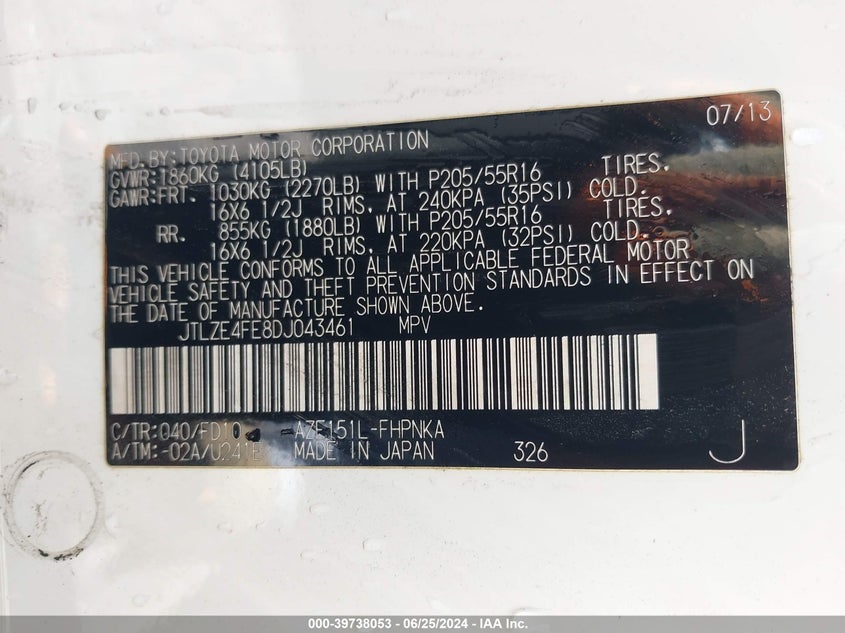 07/13
MFD. BY: TOYOTA MOTOR CORPORATION
GVWR: 1860KG (4105LB)
GAWR: FRT. 1030KG (2270LB) WITH P205/55R16 TIRES.
16X6 1/2J RIMS. AT 240KPA (35PSI) COLD.
RR. 855KG (1880LB) WITH P205/55R16 TIRES.
16X6 1/2J RIMS. AT 220KPA (32PSI) COLD.
THIS VEHICLE CONFORMS TO ALL APPLICABLE FEDERAL MOTOR
VEHICLE SAFETY AND THEFT PREVENTION STANDARDS IN EFFECT ON
THE DATE OF MANUFACTURE SHOWN ABOVE.
JTLZE4FE8DJ043461 MPV
C/TR: 040/FD10 AZE151L-FHPNKA
A/TM: -02A/U241E MADE IN JAPAN 326 J
000-39738053 - 06/25/2024 - IAA Inc.